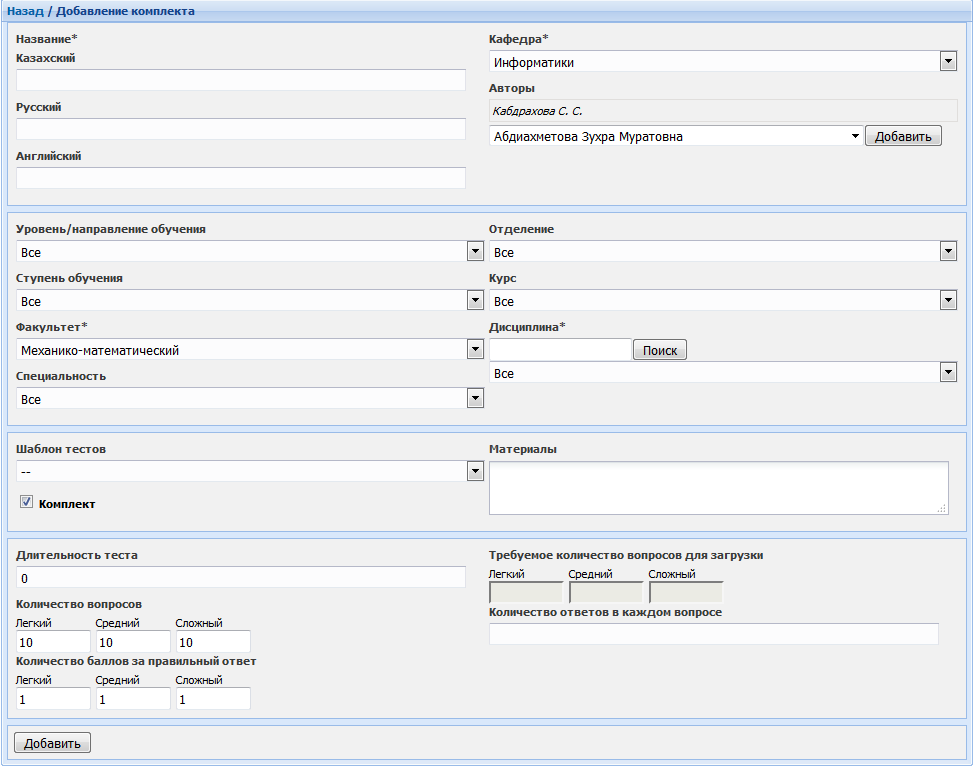 Назад / Добавление комплекта
Название*
Казахский
Русский
Английский
Кафедра*
Информатики
Авторы
Кабдрахова С. С.
Абдиахметова Зухра Муратовна
Добавить
Уровень/направление обучения
Все
Ступень обучения
Все
Факультет*
Механико-математический
Специальность
Все
Отделение
Все
Курс
Все
Дисциплина*
Поиск
Все
Шаблон тестов
--
Комплект
Материалы
Длительность теста
0
Количество вопросов
Легкий Средний Сложный
10 10 10
Количество баллов за правильный ответ
Легкий Средний Сложный
1 1 1
Требуемое количество вопросов для загрузки
Легкий Средний Сложный
Количество ответов в каждом вопросе
Добавить